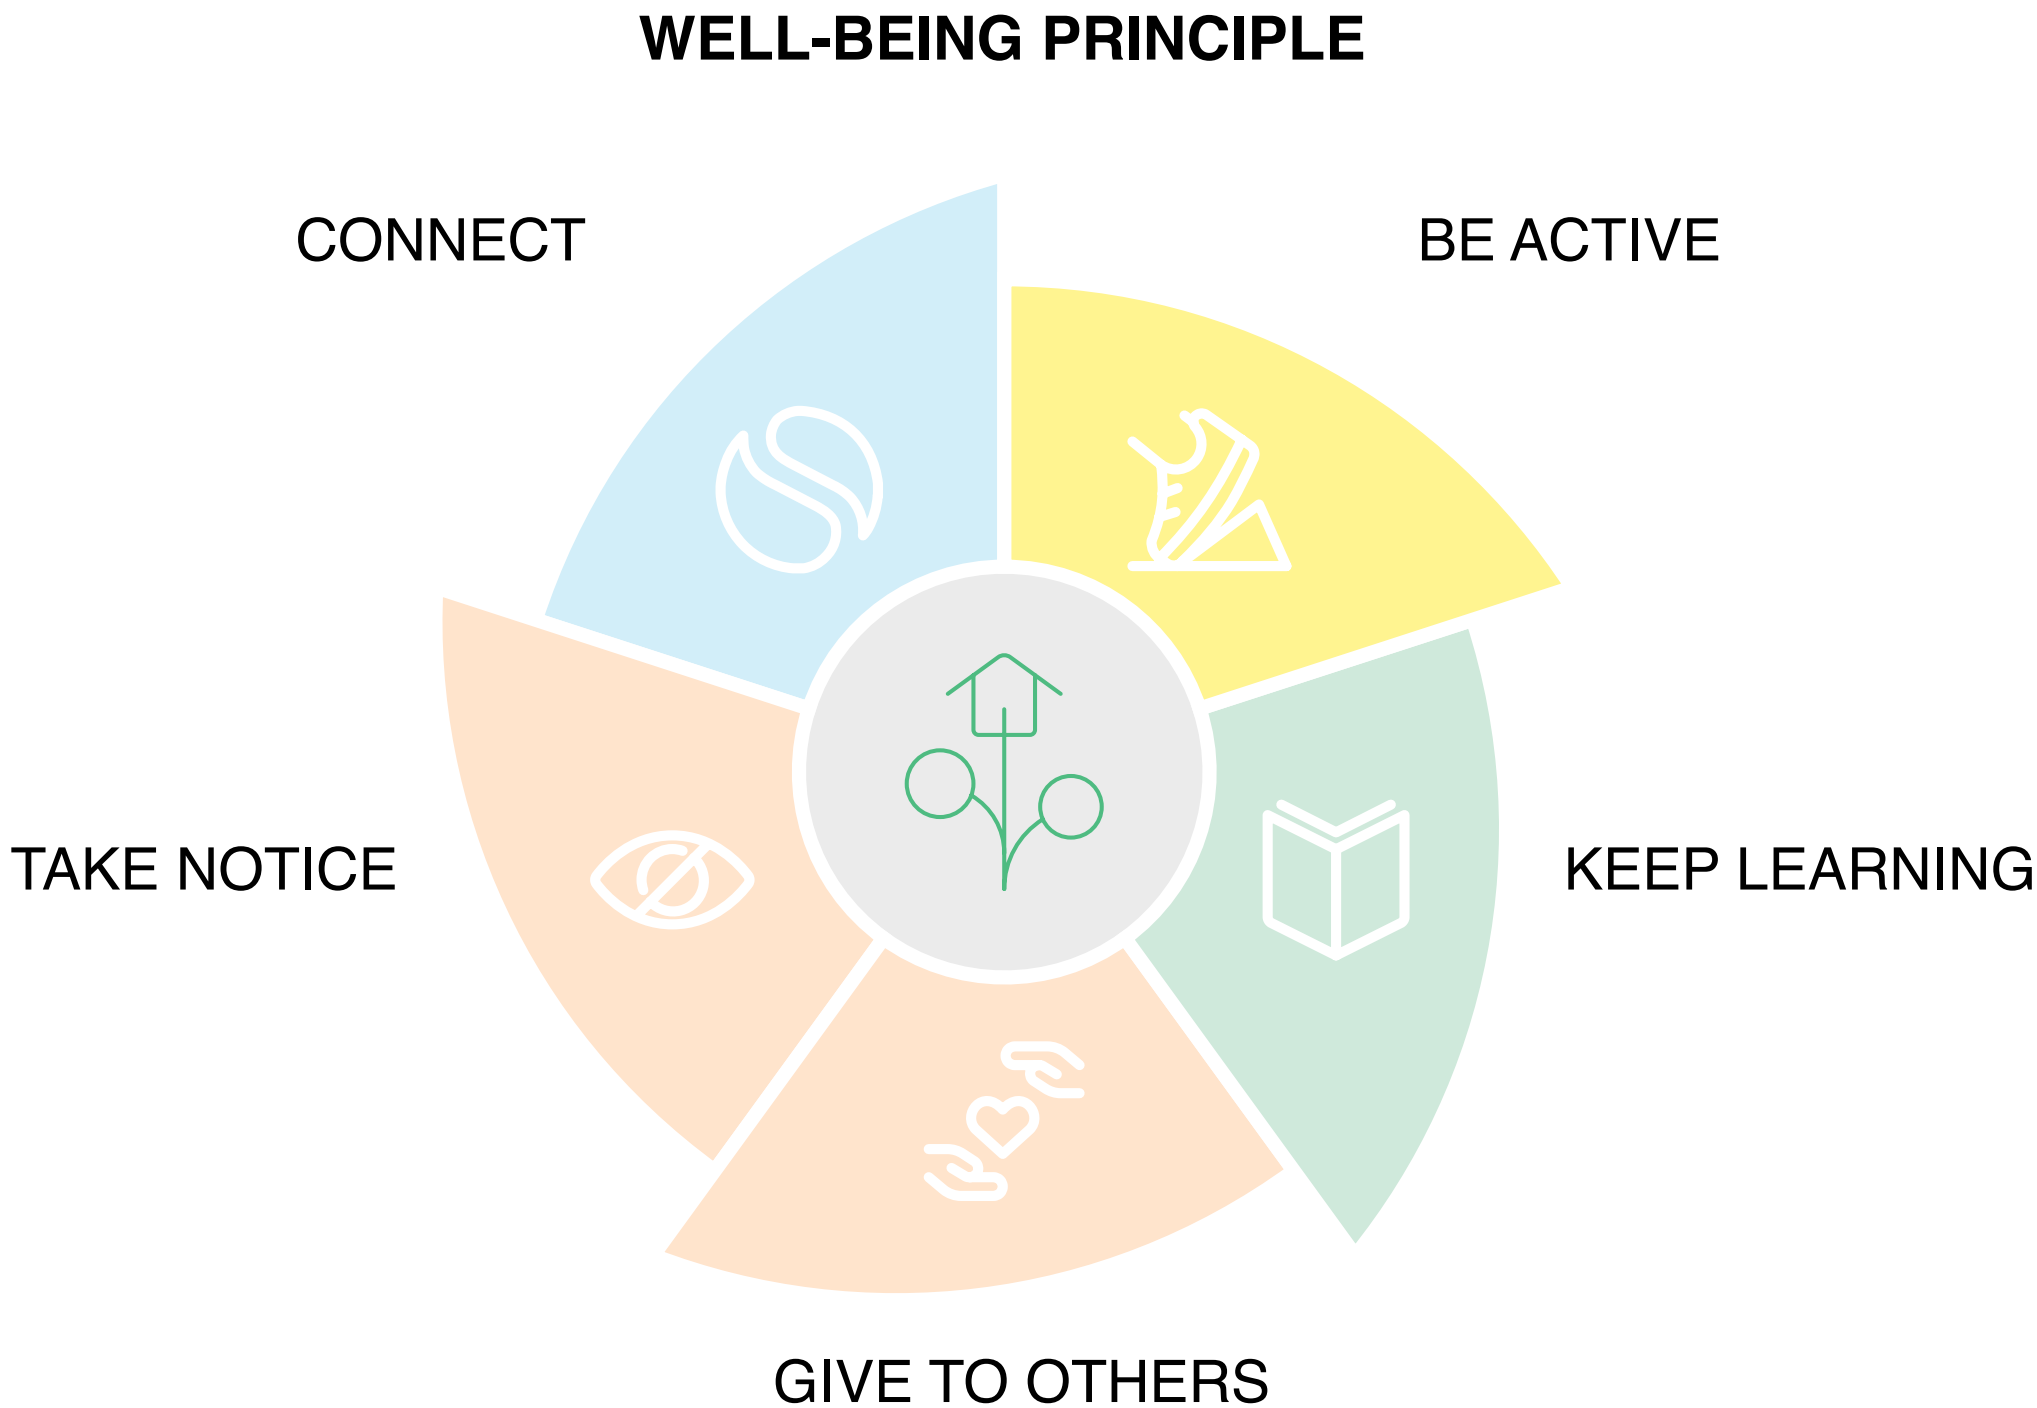 WELL-BEING PRINCIPLE
CONNECT
BE ACTIVE
TAKE NOTICE
KEEP LEARNING
GIVE TO OTHERS